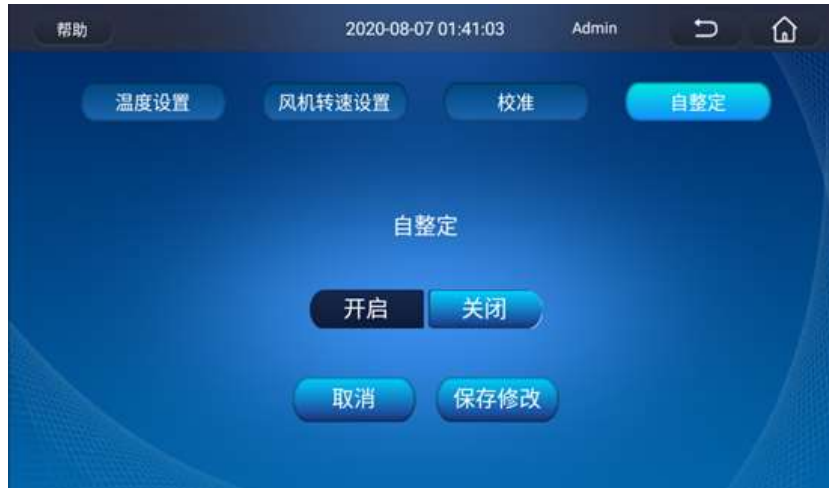 帮助 2020-08-07 01:41:03 Admin
温度设置 风机转速设置 校准 自整定
自整定
开启 关闭
取消 保存修改